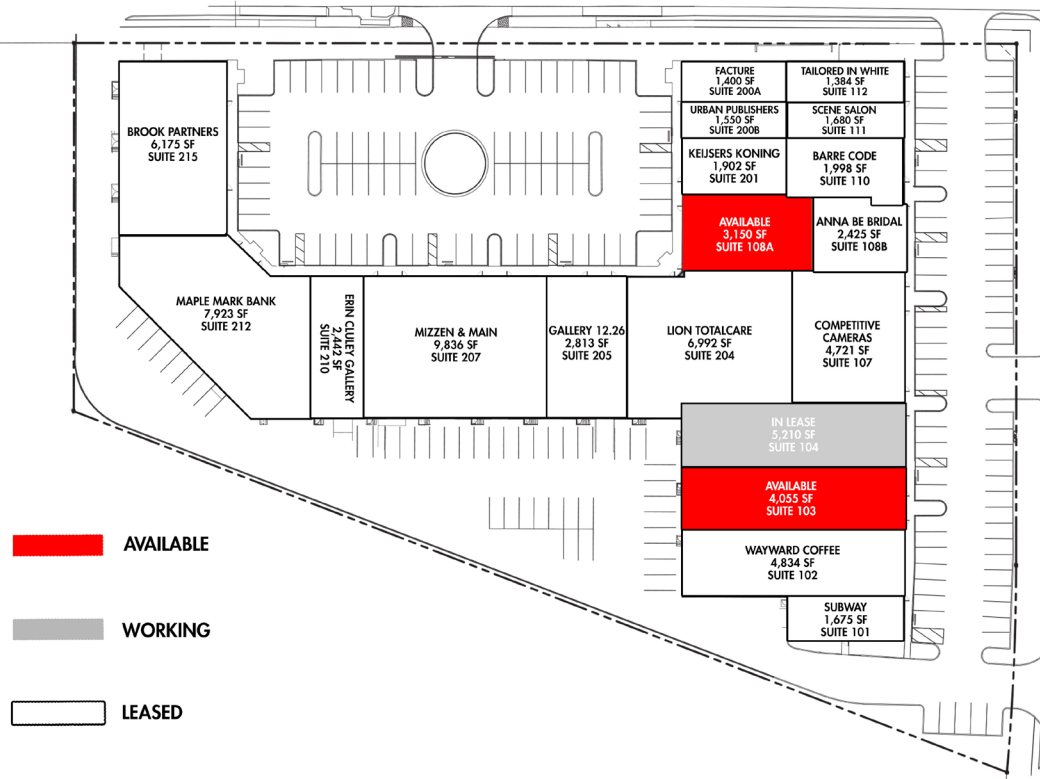 FACTURE
1,400 SF
SUITE 200A
TAILORED IN WHITE
1,384 SF
SUITE 112
URBAN PUBLISHERS
1,550 SF
SUITE 200B
SCENE SALON
1,680 SF
SUITE 111
BROOK PARTNERS
6,175 SF
SUITE 215
KEIJSERS KONING
1,902 SF
SUITE 201
BARRE CODE
1,998 SF
SUITE 110
AVAILABLE
3,150 SF
SUITE 108A
ANNA BE BRIDAL
2,425 SF
SUITE 108B
MAPLE MARK BANK
7,923 SF
SUITE 212
ERIN CLULEY GALLERY
2,442 SF
SUITE 210
MIZZEN & MAIN
9,836 SF
SUITE 207
GALLERY 12.26
2,813 SF
SUITE 205
LION TOTALCARE
6,992 SF
SUITE 204
COMPETITIVE
CAMERAS
4,721 SF
SUITE 107
IN LEASE
5,210 SF
SUITE 104
AVAILABLE
4,055 SF
SUITE 103
WAYWARD COFFEE
4,834 SF
SUITE 102
SUBWAY
1,675 SF
SUITE 101
AVAILABLE
WORKING
LEASED